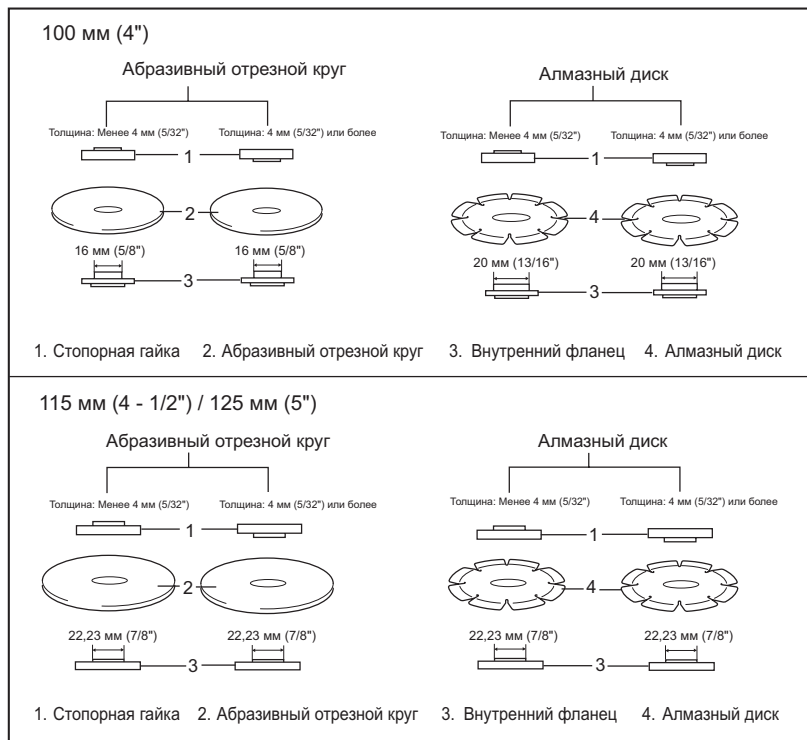 100 мм (4")
Абразивный отрезной круг
Алмазный диск
Толщина: Менее 4 мм (5/32") Толщина: 4 мм (5/32") или более
Толщина: Менее 4 мм (5/32") Толщина: 4 мм (5/32") или более
1
1
2
4
16 мм (5/8") 16 мм (5/8")
20 мм (13/16") 20 мм (13/16")
3
3
1. Стопорная гайка 2. Абразивный отрезной круг 3. Внутренний фланец 4. Алмазный диск
115 мм (4 - 1/2") / 125 мм (5")
Абразивный отрезной круг
Алмазный диск
Толщина: Менее 4 мм (5/32") Толщина: 4 мм (5/32") или более
Толщина: Менее 4 мм (5/32") Толщина: 4 мм (5/32") или более
1
1
2
4
22,23 мм (7/8") 22,23 мм (7/8")
22,23 мм (7/8") 22,23 мм (7/8")
3
3
1. Стопорная гайка 2. Абразивный отрезной круг 3. Внутренний фланец 4. Алмазный диск